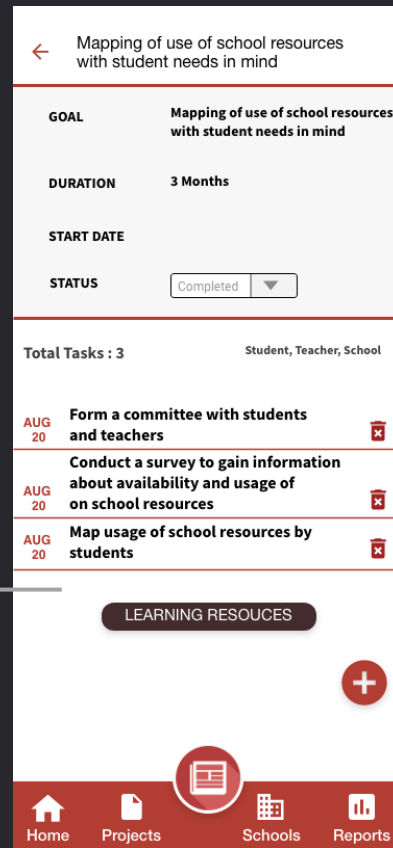 Mapping of use of school resources
with student needs in mind
GOAL
Mapping of use of school resources
with student needs in mind
DURATION
3 Months
START DATE
STATUS
Completed
Total Tasks : 3
Student, Teacher, School
AUG
20
Form a committee with students
and teachers
AUG
20
Conduct a survey to gain information
about availability and usage of
on school resources
AUG
20
Map usage of school resources by
students
LEARNING RESOUCES
Home
Projects
Schools
Reports